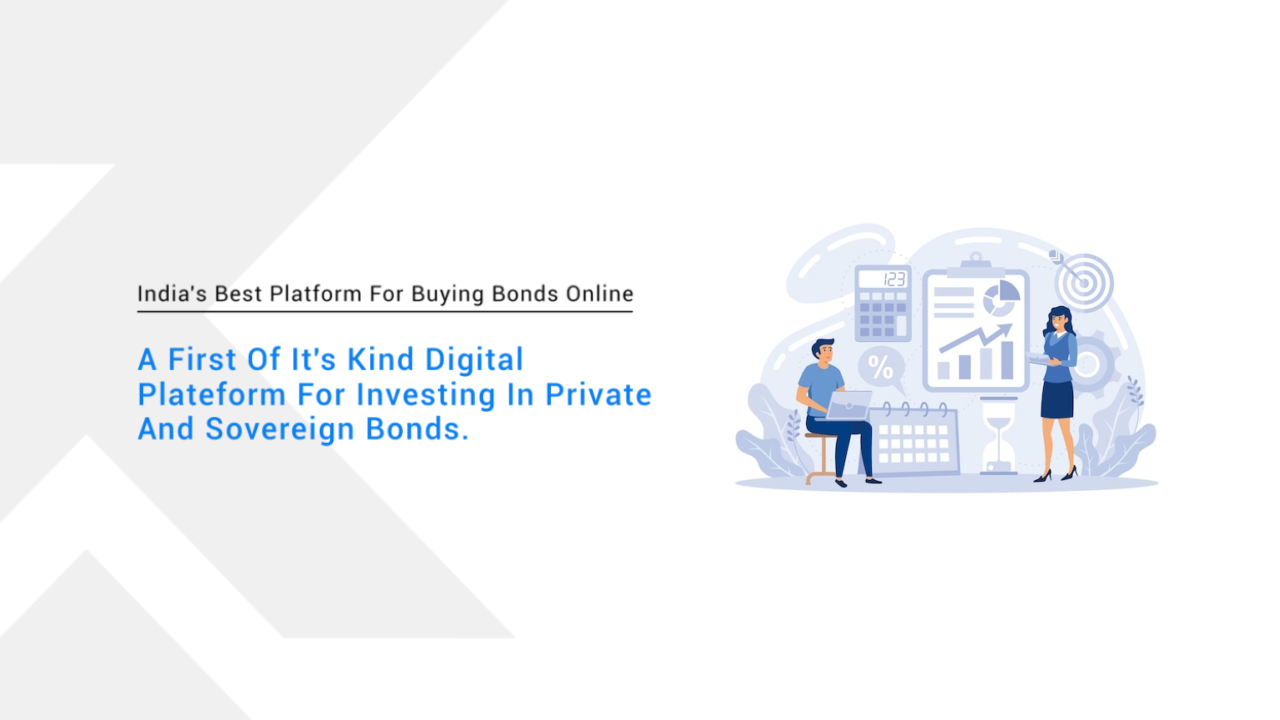 India's Best Platform For Buying Bonds Online
A First Of It's Kind Digital
Plateform For Investing In Private
And Sovereign Bonds.
123
%